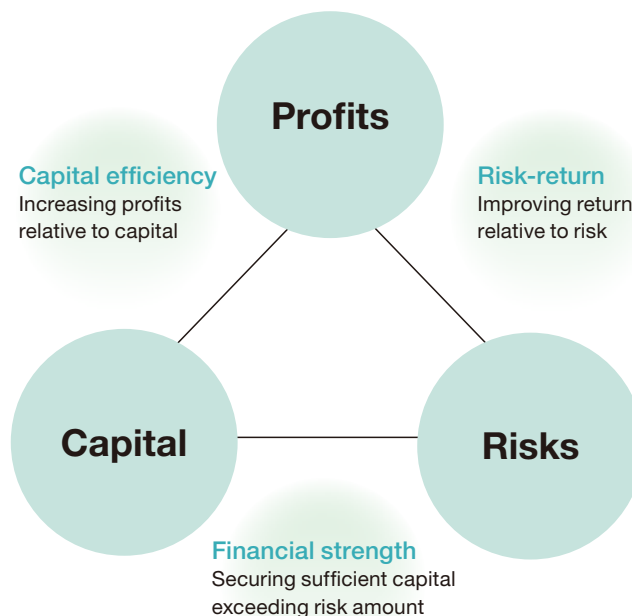 Profits
Capital efficiency
Increasing profits
relative to capital
Risk-return
Improving return
relative to risk
Capital
Risks
Financial strength
Securing sufficient capital
exceeding risk amount